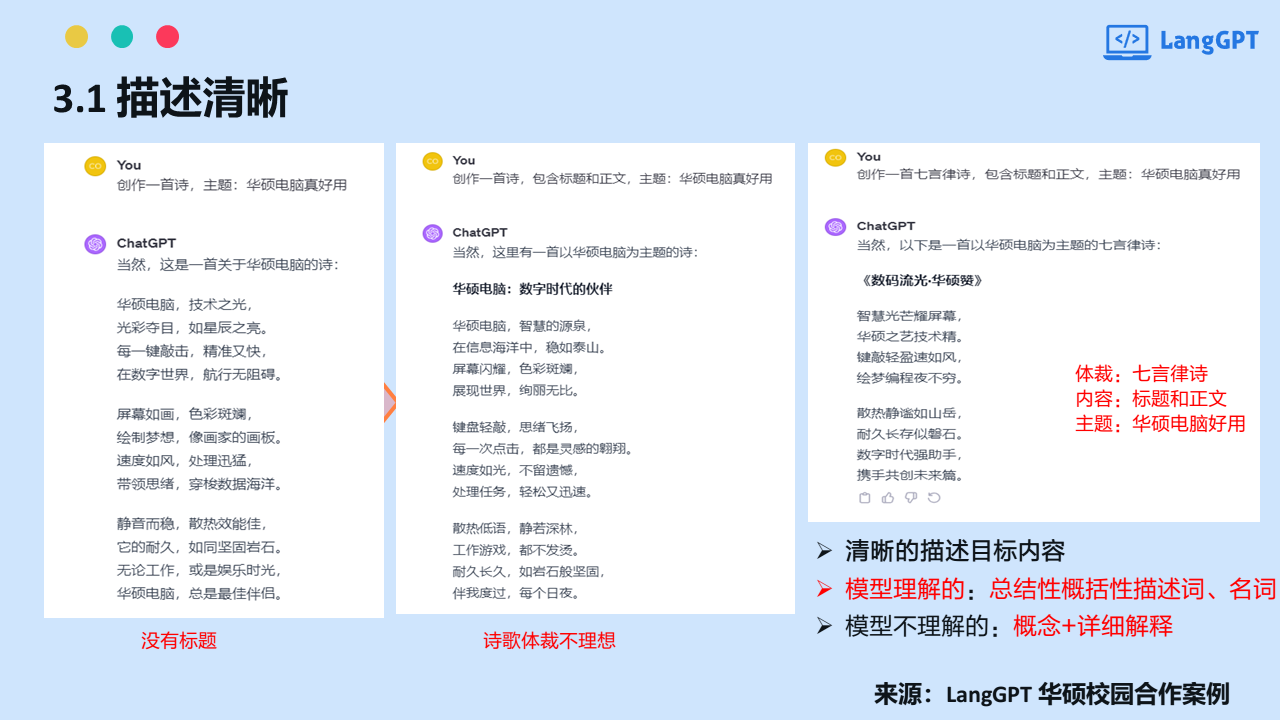 LangGPT
3.1 描述清晰
You
创作一首诗，主题：华硕电脑真好用
ChatGPT
当然，这是一首关于华硕电脑的诗：
华硕电脑，技术之光，
光彩夺目，如星辰之亮。
每一键敲击，精准又快，
在数字世界，航行无阻碍。
屏幕如画，色彩斑斓，
绘制梦想，像画家的画板。
速度如风，处理迅猛，
带领思绪，穿梭数据海洋。
静音而稳，散热效能佳，
它的耐久，如同坚固岩石。
无论工作，或是娱乐时光，
华硕电脑，总是最佳伴侣。
没有标题
You
创作一首诗，包含标题和正文，主题：华硕电脑真好用
ChatGPT
当然，这里有一首以华硕电脑为主题的诗：
华硕电脑：数字时代的伙伴
华硕电脑，智慧的源泉，
在信息海洋中，稳如泰山。
屏幕闪耀，色彩斑斓，
展现世界，绚丽无比。
键盘轻敲，思绪飞扬，
每一次点击，都是灵感的翱翔。
速度如光，不留遗憾，
处理任务，轻松又迅速。
散热低语，静若深林，
工作游戏，都不发烫。
耐久长久，如岩石般坚固，
伴我度过，每个日夜。
诗歌体裁不理想
You
创作一首七言律诗，包含标题和正文，主题：华硕电脑真好用
ChatGPT
当然，以下是一首以华硕电脑为主题的七言律诗：
《数码流光·华硕赞》
智慧光芒耀屏幕，
华硕之艺技术精。
键敲轻盈速如风，
绘梦编程夜不穷。
散热静谧如山岳，
耐久长存似磐石。
数字时代强助手，
携手共创未来篇。
体裁：七言律诗
内容：标题和正文
主题：华硕电脑好用
➢ 清晰的描述目标内容
➢ 模型理解的：总结性概括性描述词、名词
➢ 模型不理解的：概念+详细解释
来源：LangGPT 华硕校园合作案例